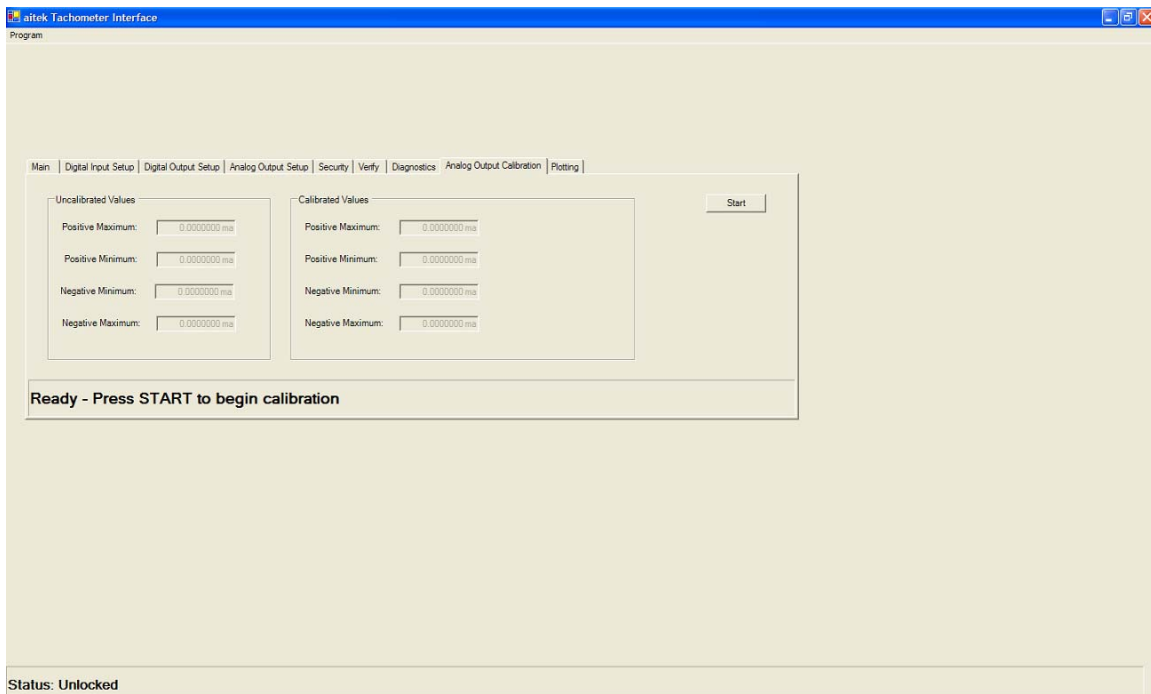 aitek Tachometer Interface
Program
Main Digital Input Setup Digital Output Setup Analog Output Setup Security Verify Diagnostics Analog Output Calibration Plotting
Uncalibrated Values
Positive Maximum: 0.0000000 ma
Positive Minimum: 0.0000000 ma
Negative Minimum: 0.0000000 ma
Negative Maximum: 0.0000000 ma
Calibrated Values
Positive Maximum: 0.0000000 ma
Positive Minimum: 0.0000000 ma
Negative Minimum: 0.0000000 ma
Negative Maximum: 0.0000000 ma
Start
Ready - Press START to begin calibration
Status: Unlocked